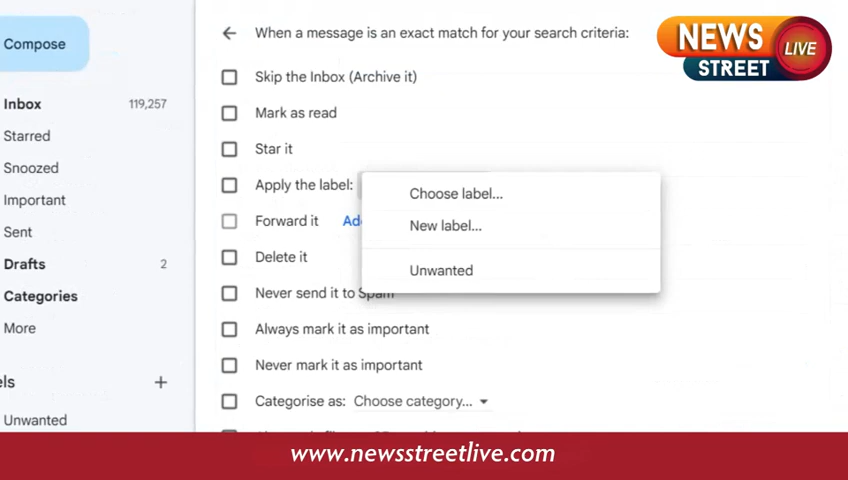 Compose
Inbox 119,257
Starred
Snoozed
Important
Sent
Drafts 2
Categories
More
els +
Unwanted
When a message is an exact match for your search criteria:
Skip the Inbox (Archive it)
Mark as read
Star it
Apply the label:
Forward it Ad
Delete it
Never send it to Spam
Always mark it as important
Never mark it as important
Categorise as: Choose category...
Choose label...
New label...
Unwanted
NEWS
STREET
LIVE
www.newsstreetlive.com